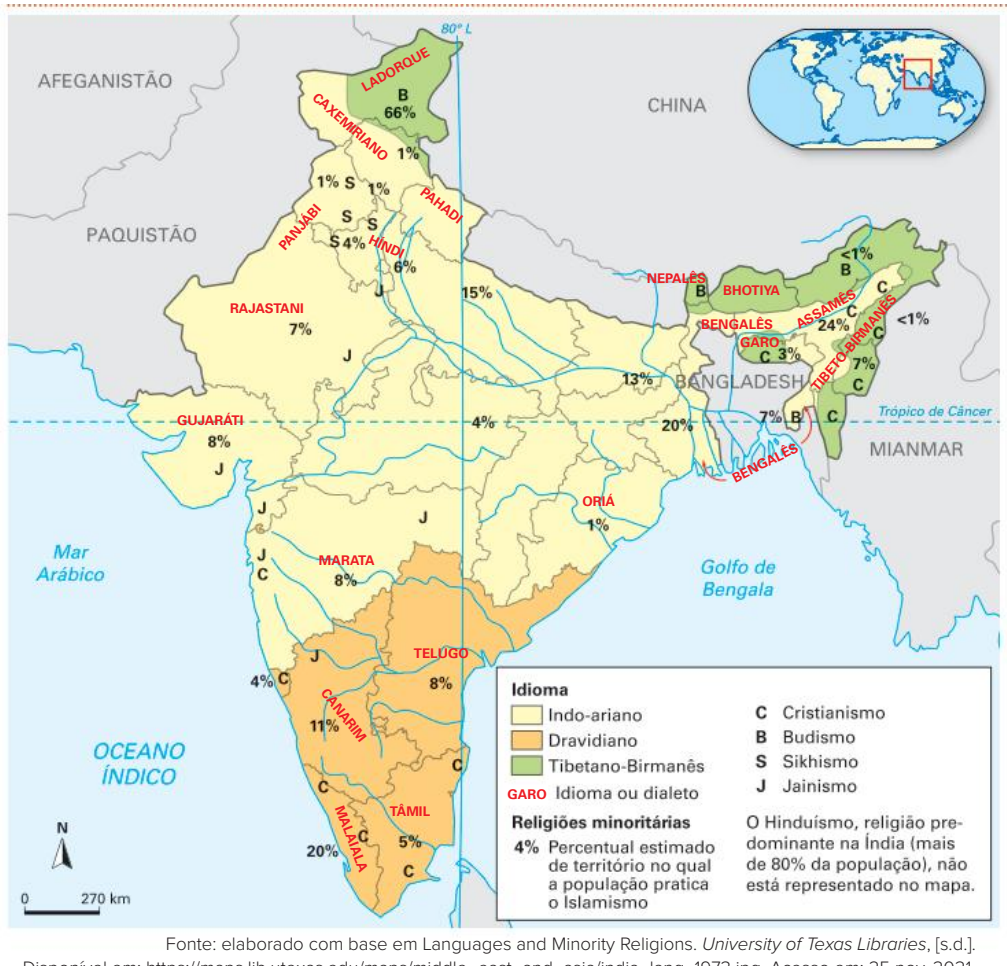 80° L
AFEGANISTÃO
LADORQUE
B
66%
CHINA
CAXEMIRIANO
1%
1% S
1%
PAHADI
S
S
PANJÁBI
PAQUISTÃO
S 4%
HÍNDI
6%
J
<1%
B
NEPALÊS
B
BHOTIYA
C
RAJASTANI
15%
ASSAMÊS
C
7%
BENGALÊS
24%
C
<1%
GARO
C 3%
TIBETO-BIRMANÊS
J
7%
13%
BANGLADESH
C
GUJARÁTI
Trópico de Câncer
8%
4%
20%
7%
B
C
MIANMAR
J
BENGALÊS
ORIÁ
J
J
1%
Mar
Arábico
J
MARATA
C
8%
Golfo de
Bengala
TELUGO
J
4% C
8%
CANARIM
11%
OCEANO
ÍNDICO
C
C
TÂMIL
MALAIALA
C
5%
20%
C
N
0 270 km
Idioma
Indo-ariano
Dravidiano
Tibetano-Birmanês
GARO Idioma ou dialeto
Religiões minoritárias
4% Percentual estimado
de território no qual
a população pratica
o Islamismo
C Cristianismo
B Budismo
S Sikhismo
J Jainismo
O Hinduísmo, religião pre-
dominante na Índia (mais
de 80% da população), não
está representado no mapa.
Fonte: elaborado com base em Languages and Minority Religions. University of Texas Libraries, [s.d.].